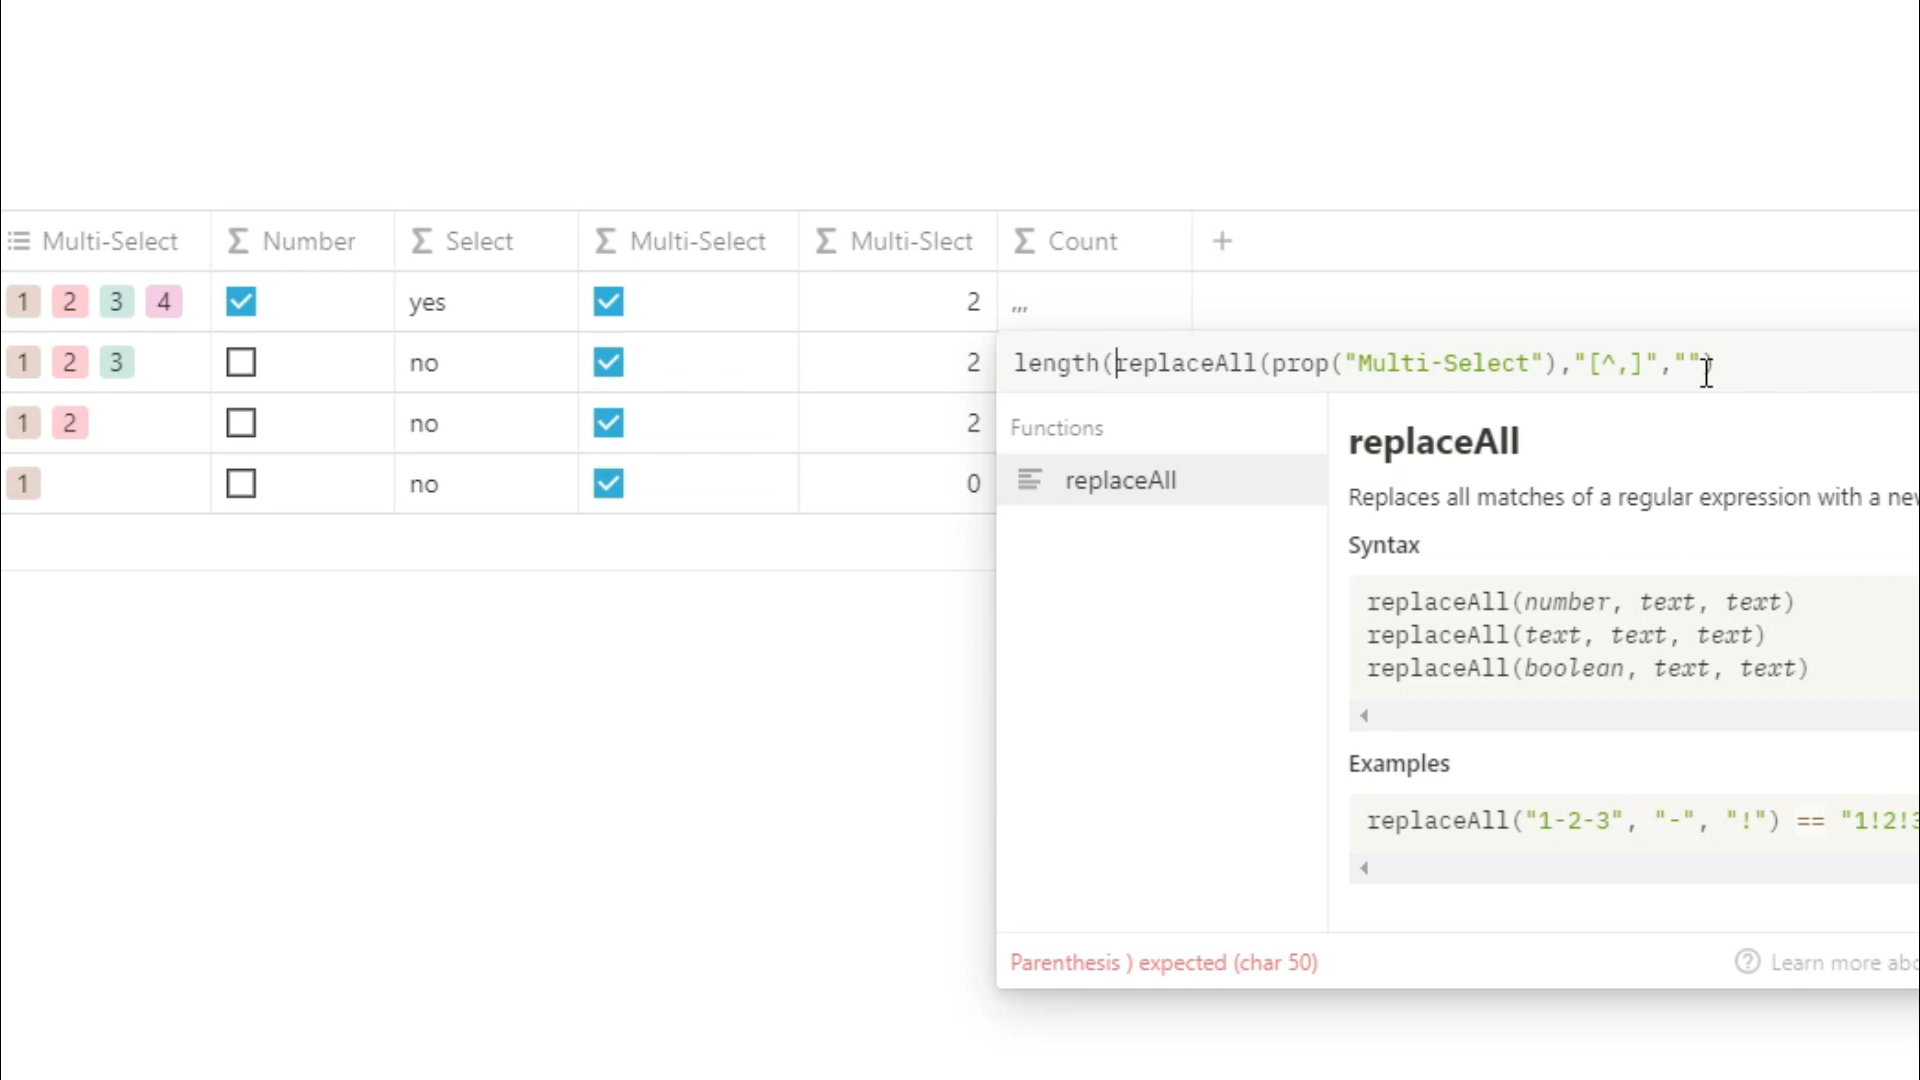 Multi-Select Number Select Multi-Select Multi-Slect Count +
1 2 3 4 yes 2 ,,,
1 2 3 no 2
length(replaceAll(prop("Multi-Select"),"[^,]","")
1 2 no 2
1 no 0
Functions
replaceAll
replaceAll
Replaces all matches of a regular expression with a
Syntax
replaceAll(number, text, text)
replaceAll(text, text, text)
replaceAll(boolean, text, text)
Examples
replaceAll("1-2-3", "-", "!") == "1!2!3
Parenthesis ) expected (char 50)
? Learn more